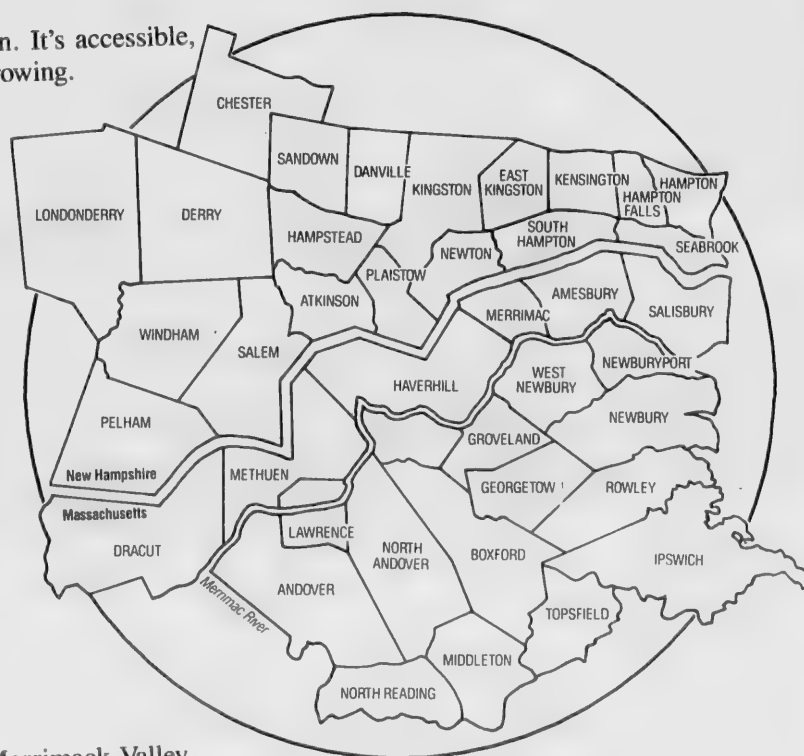 n. It's accessible,
rowing.
CHESTER
SANDOWN
DANVILLE
KINGSTON
EAST
KINGSTON
KENSINGTON
HAMPTON
FALLS
HAMPTON
LONDONDERRY
DERRY
HAMPSTEAD
SOUTH
HAMPTON
SEABROOK
NEWTON
PLAISTOW
ATKINSON
AMESBURY
SALISBURY
MERRIMAC
WINDHAM
SALEM
NEWBURYPORT
WEST
NEWBURY
HAVERHILL
NEWBURY
PELHAM
GROVELAND
New Hampshire
METHUEN
GEORGETOW
ROWLEY
Massachusetts
LAWRENCE
DRACUT
NORTH
ANDOVER
BOXFORD
IPSWICH
ANDOVER
Merrimac River
TOPSFIELD
MIDDLETON
NORTH READING
Merrimack Valley